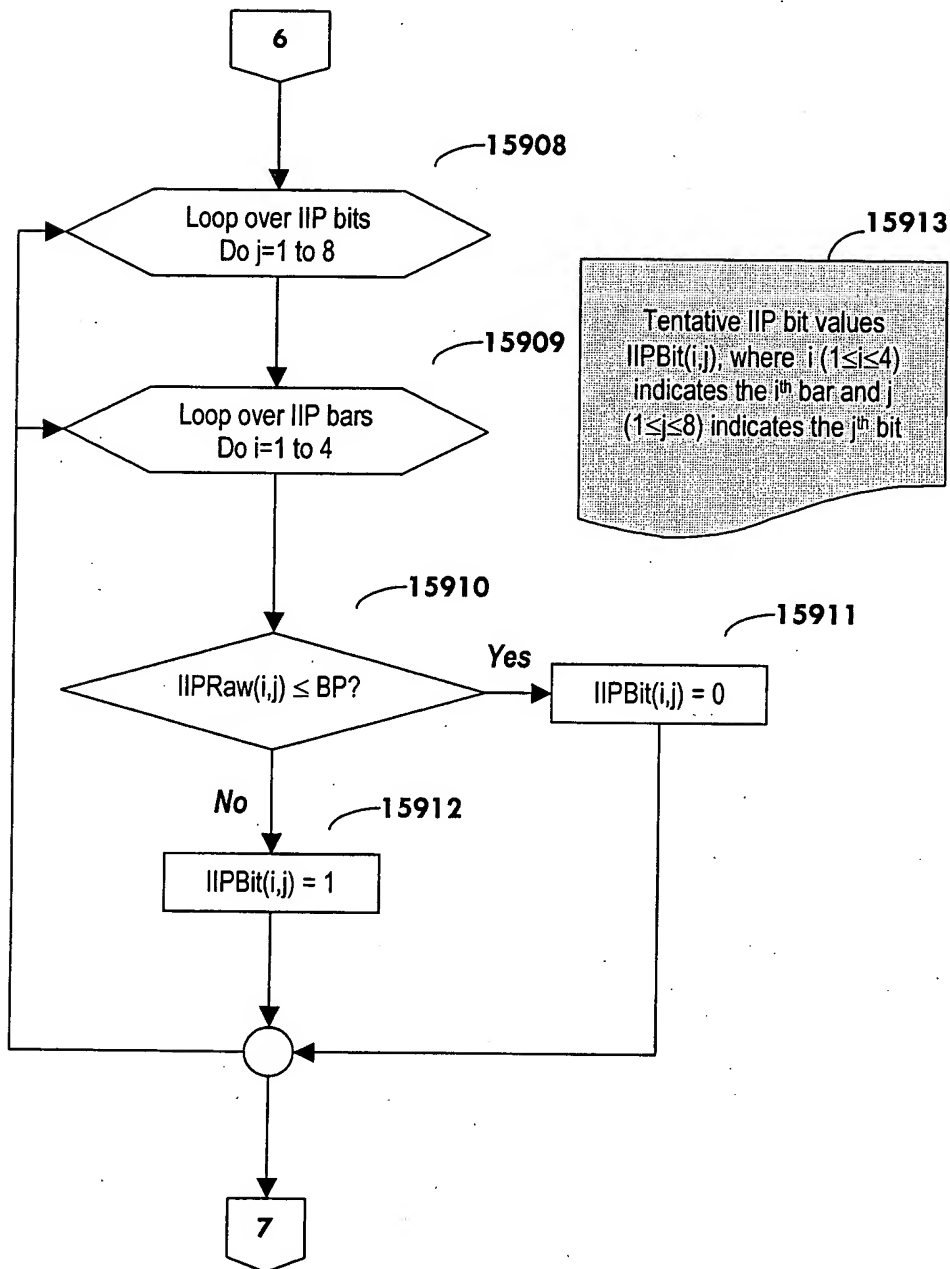 6
15908
Loop over IIP bits
Do j=1 to 8
15913
Tentative IIP bit values
IIPBit(i,j), where i (1≤i≤4)
indicates the iᵗʰ bar and j
(1≤j≤8) indicates the jᵗʰ bit
15909
Loop over IIP bars
Do i=1 to 4
15910
IIPRaw(i,j) ≤ BP?
Yes
15911
IIPBit(i,j) = 0
No
15912
IIPBit(i,j) = 1
7